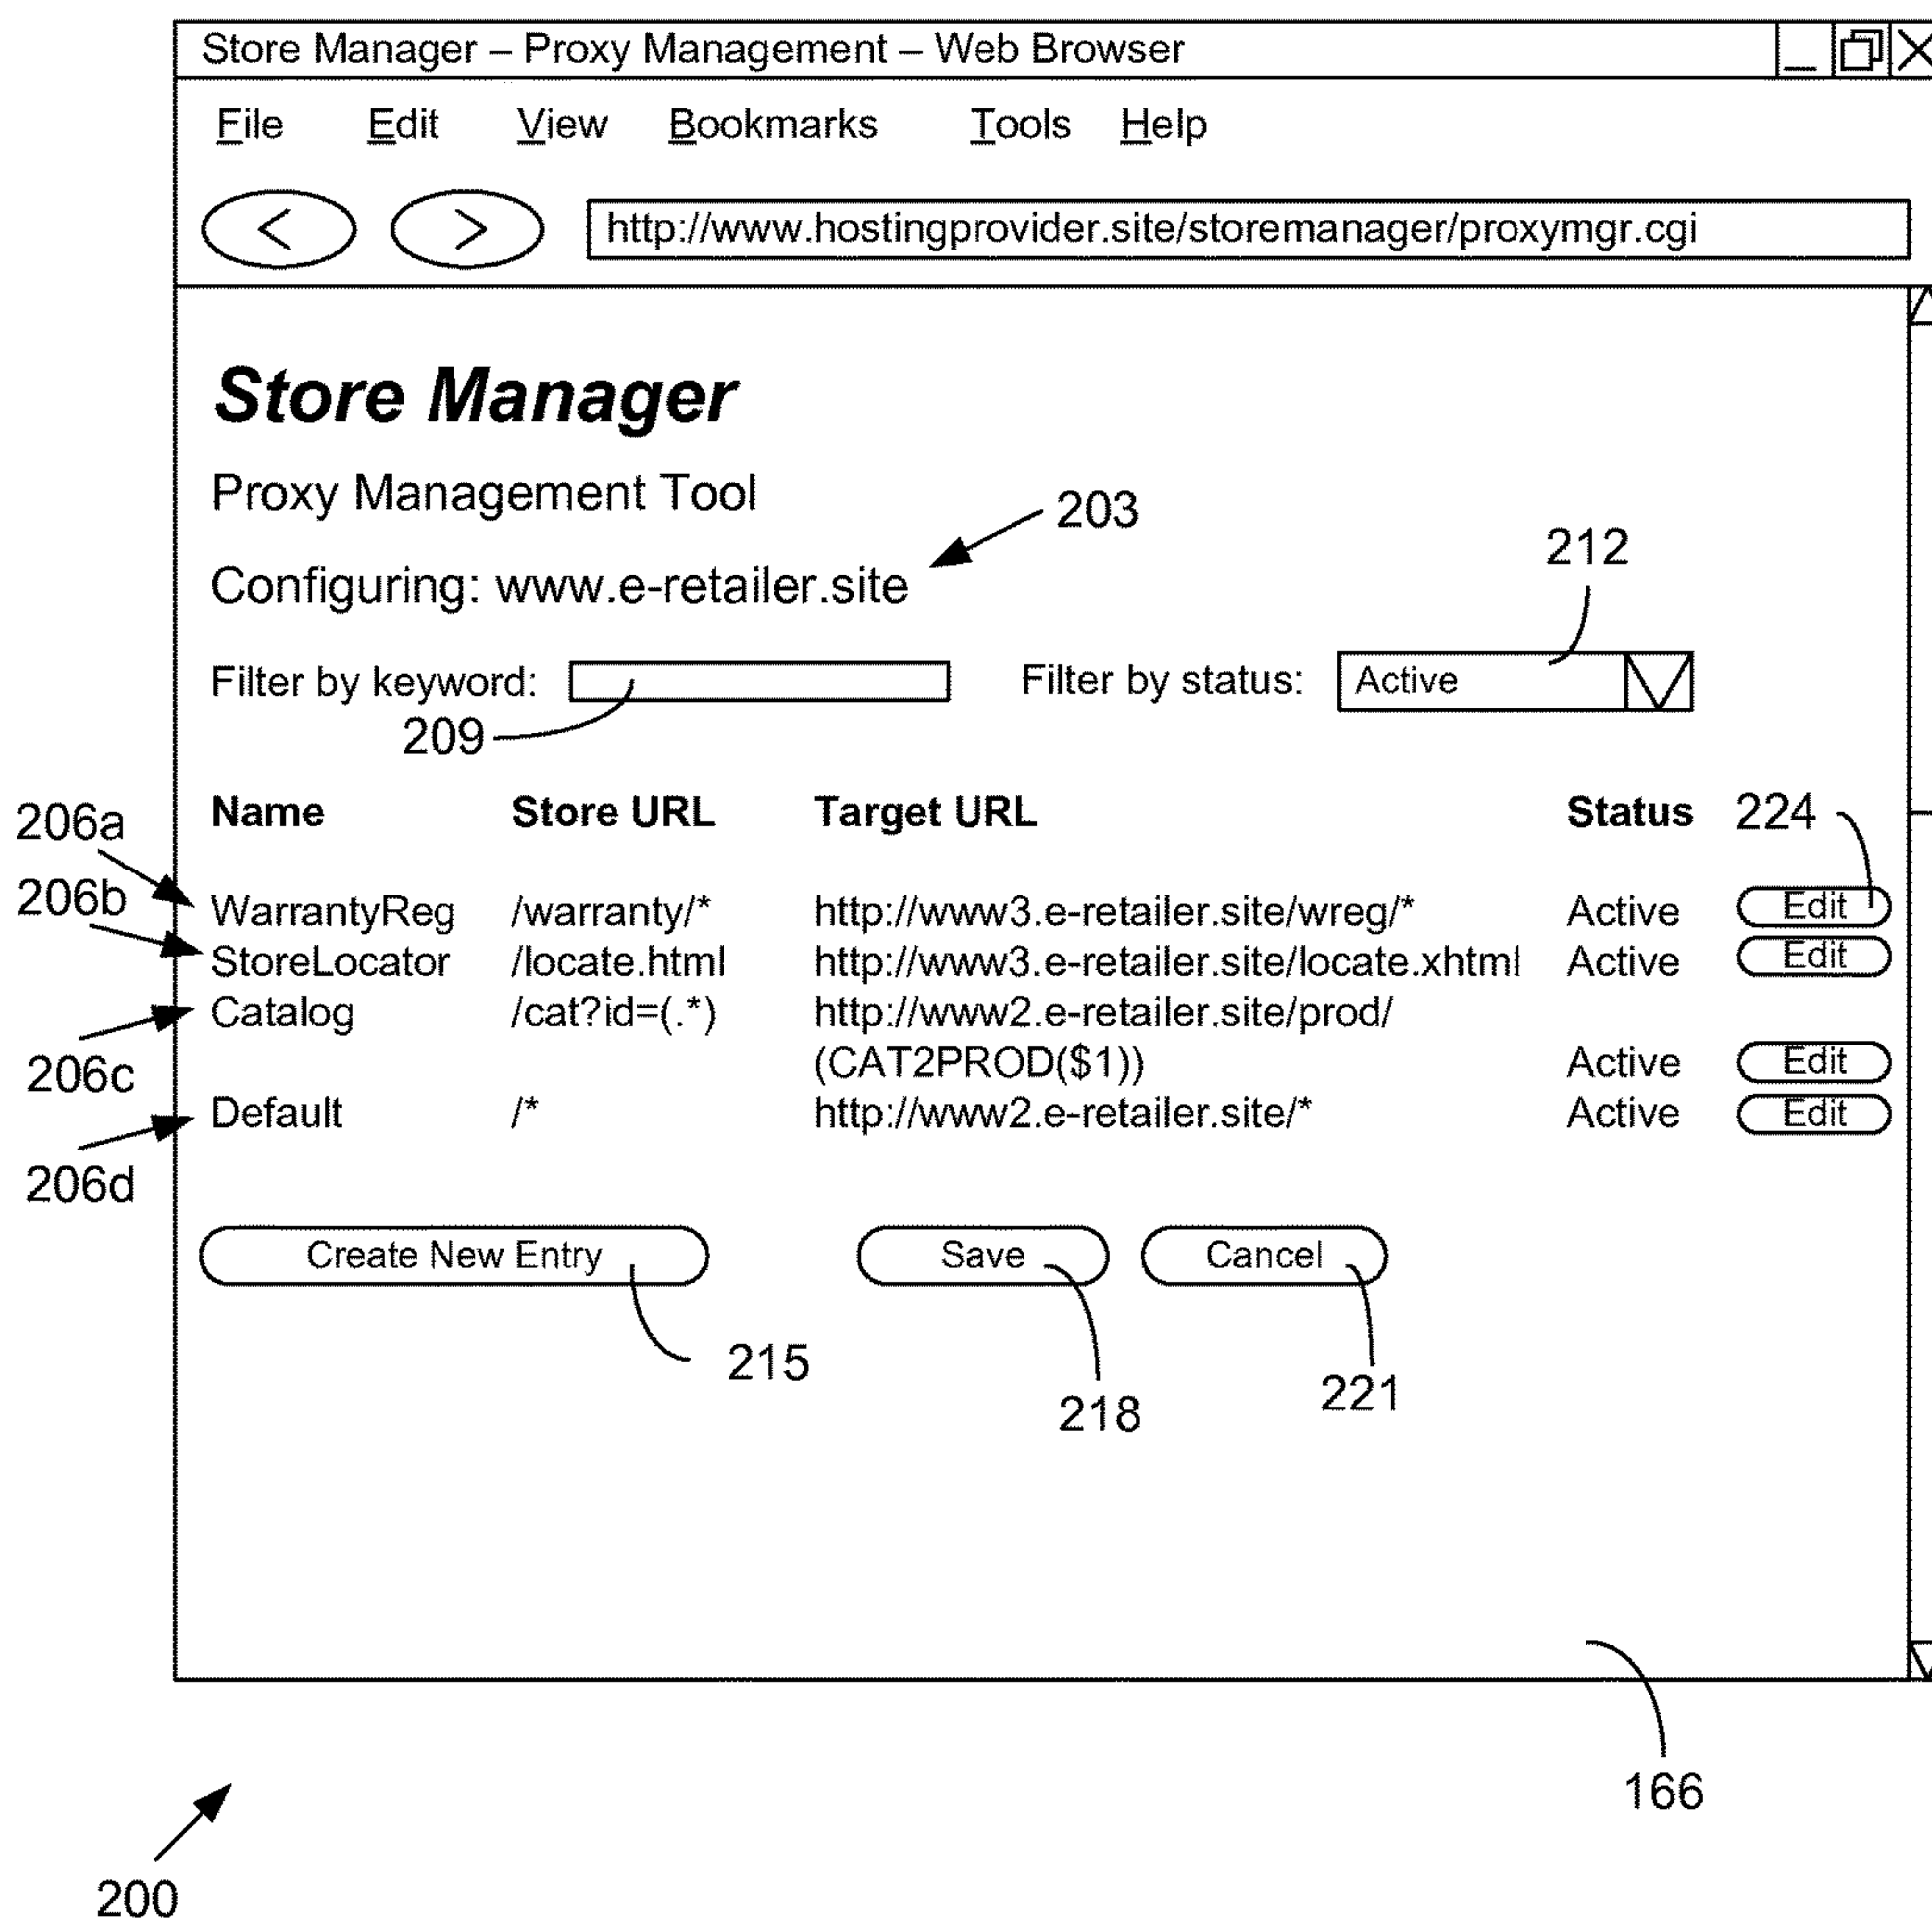 Store Manager – Proxy Management – Web Browser
File Edit View Bookmarks Tools Help
< > http://www.hostingprovider.site/storemanager/proxymgr.cgi
Store Manager
Proxy Management Tool
203
Configuring: www.e-retailer.site
212
Filter by keyword: Filter by status: Active
209
206a Name Store URL Target URL Status 224
206b WarrantyReg /warranty/* http://www3.e-retailer.site/wreg/* Active Edit
StoreLocator /locate.html http://www3.e-retailer.site/locate.xhtml Active Edit
Catalog /cat?id=(.*) http://www2.e-retailer.site/prod/
206c (CAT2PROD($1)) Active Edit
Default /* http://www2.e-retailer.site/* Active Edit
206d
Create New Entry Save Cancel
215
218
221
166
200